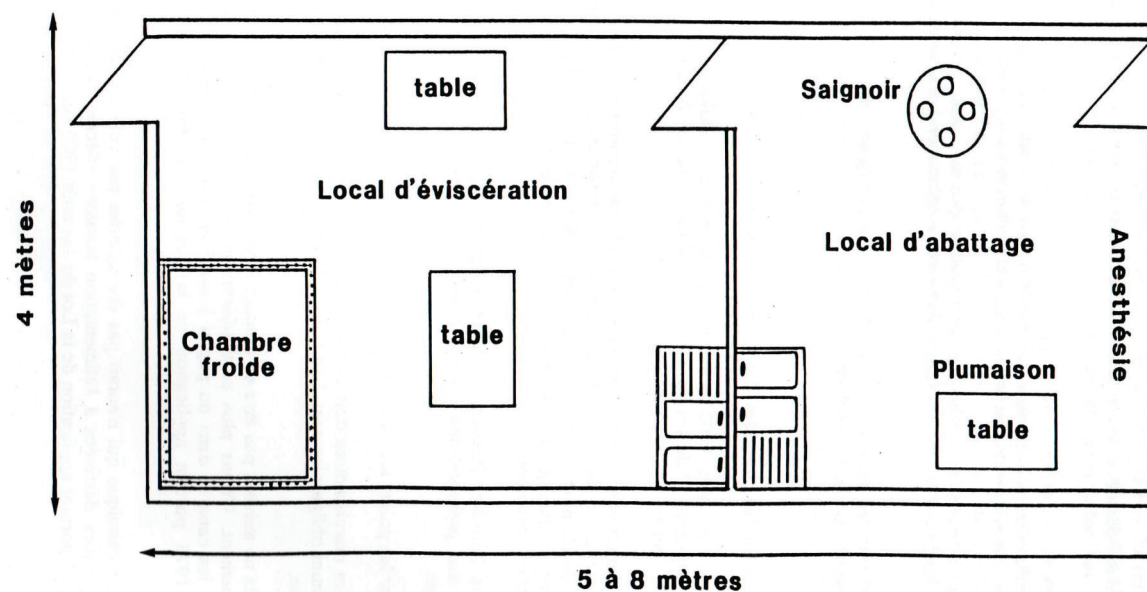 table
Saignoir
Local d'éviscération
Local d'abattage
Anesthésie
4 mètres
Chambre
froide
table
Plumaison
table
5 à 8 mètres